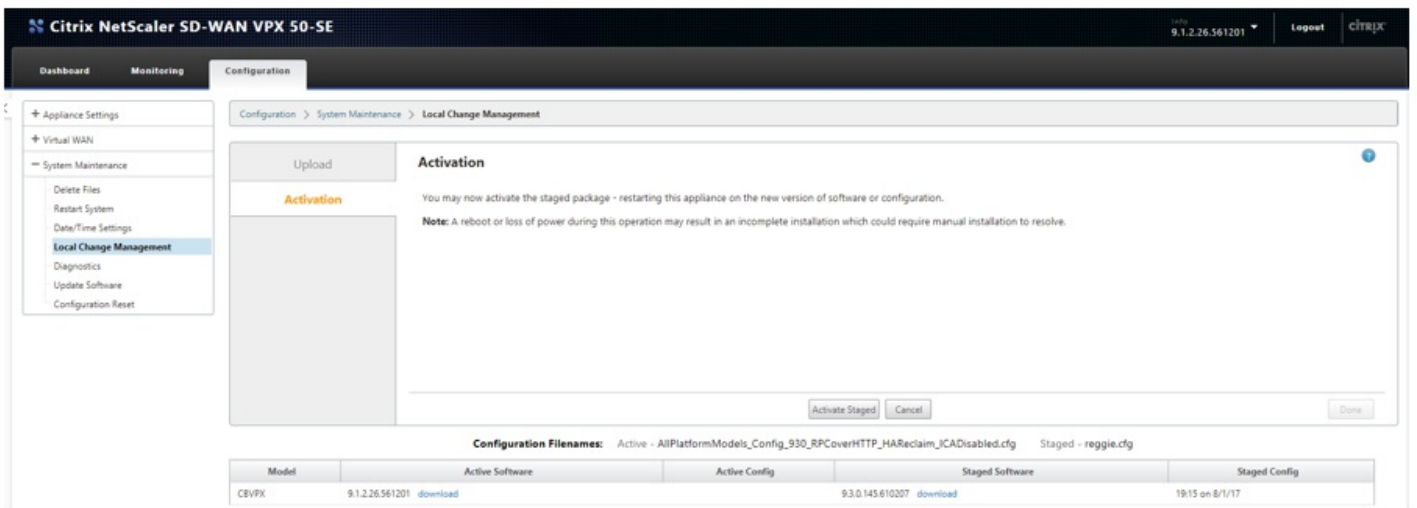 Citrix NetScaler SD-WAN VPX 50-SE
9.1.2.26.561201
Logout
CİTRIX
Dashboard Monitoring Configuration
+ Appliance Settings
+ Virtual WAN
− System Maintenance
Delete Files
Restart System
Date/Time Settings
Local Change Management
Diagnostics
Update Software
Configuration Reset
Configuration > System Maintenance > Local Change Management
Upload
Activation
Activation
?
You may now activate the staged package - restarting this appliance on the new version of software or configuration.
Note: A reboot or loss of power during this operation may result in an incomplete installation which could require manual installation to resolve.
Activate Staged Cancel Done
Configuration Filenames: Active - AllPlatformModels_Config_930_RPCoverHTTP_HAReclaim_ICADisabled.cfg Staged - reggie.cfg
Model Active Software Active Config Staged Software Staged Config
CBVPX 9.1.2.26.561201 download 9.3.0.145.610207 download 19:15 on 8/1/17